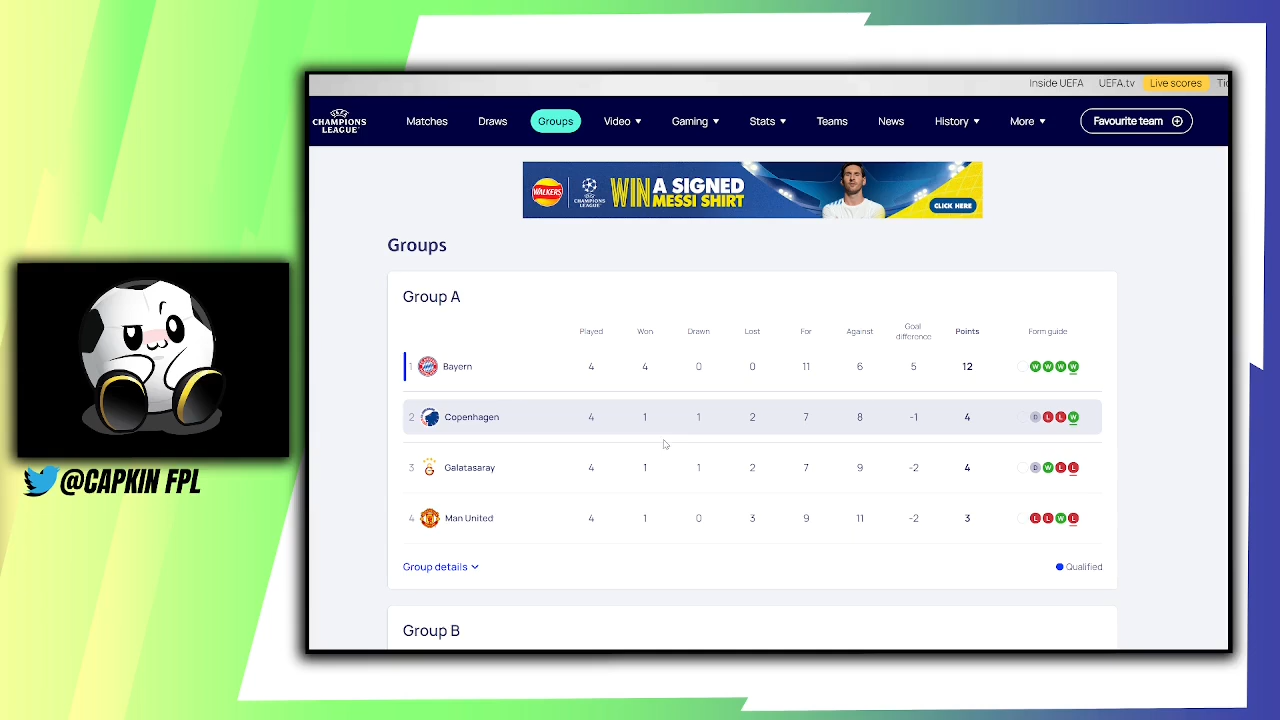 Inside UEFA UEFA.tv Live scores Tic
UEFA
CHAMPIONS
LEAGUE
Matches Draws Groups Video Gaming Stats Teams News History More Favourite team
WALKERS
CHAMPIONS
LEAGUE
WIN A SIGNED
MESSI SHIRT
CLICK HERE
Groups
Group A
Played Won Drawn Lost For Against Goal difference Points Form guide
1 Bayern 4 4 0 0 11 6 5 12 W W W W
2 Copenhagen 4 1 1 2 7 8 -1 4 D L L W
3 Galatasaray 4 1 1 2 7 9 -2 4 D W L L
4 Man United 4 1 0 3 9 11 -2 3 L L W L
Group details Qualified
Group B
@CAPKIN FPL